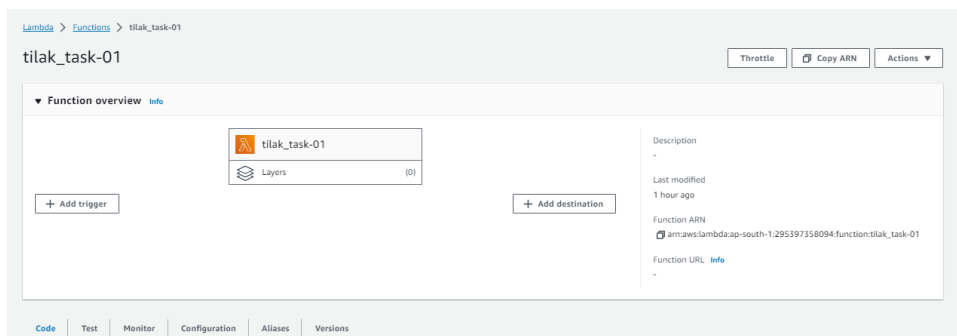 Lambda > Functions > tilak_task-01
tilak_task-01
Throttle Copy ARN Actions ▼
▼ Function overview Info
tilak_task-01
Layers (0)
+ Add trigger
+ Add destination
Description
-
Last modified
1 hour ago
Function ARN
arn:aws:lambda:ap-south-1:295397358094:function:tilak_task-01
Function URL Info
-
Code Test Monitor Configuration Aliases Versions